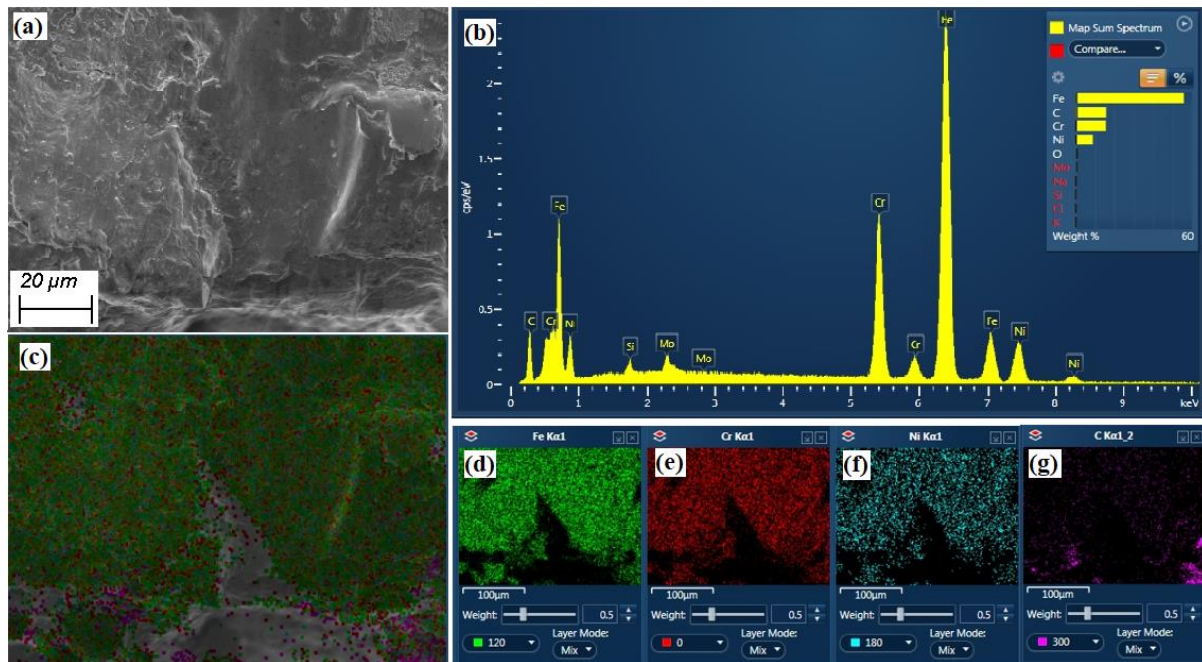 (a)
20 µm
(b)
Map Sum Spectrum
Compare...
%
Fe
C
Cr
Ni
O
Mo
Na
Si
K
Weight %
60
cps/eV
2
1.5
1
0.5
0
Fe
C
Cr
Fe
Ni
Si
Mo
Mo
Cr
Cr
Fe
Fe
Ni
Ni
0
1
2
3
4
5
6
7
8
9
keV
(c)
(d)
Fe Kα1
100µm
Weight:
0.5
120
Layer Mode:
Mix
(e)
Cr Kα1
100µm
Weight:
0.5
0
Layer Mode:
Mix
(f)
Ni Kα1
100µm
Weight:
0.5
180
Layer Mode:
Mix
(g)
C Kα1_2
100µm
Weight:
0.5
300
Layer Mode:
Mix